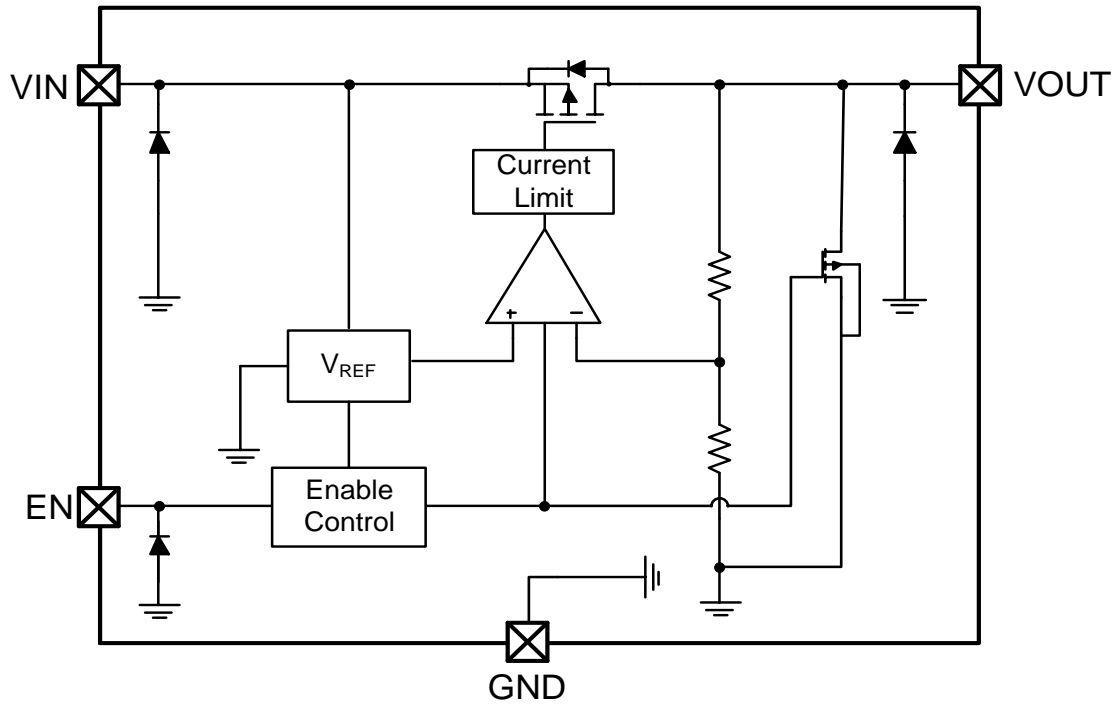 VIN
VOUT
Current
Limit
+ −
VREF
EN
Enable
Control
GND